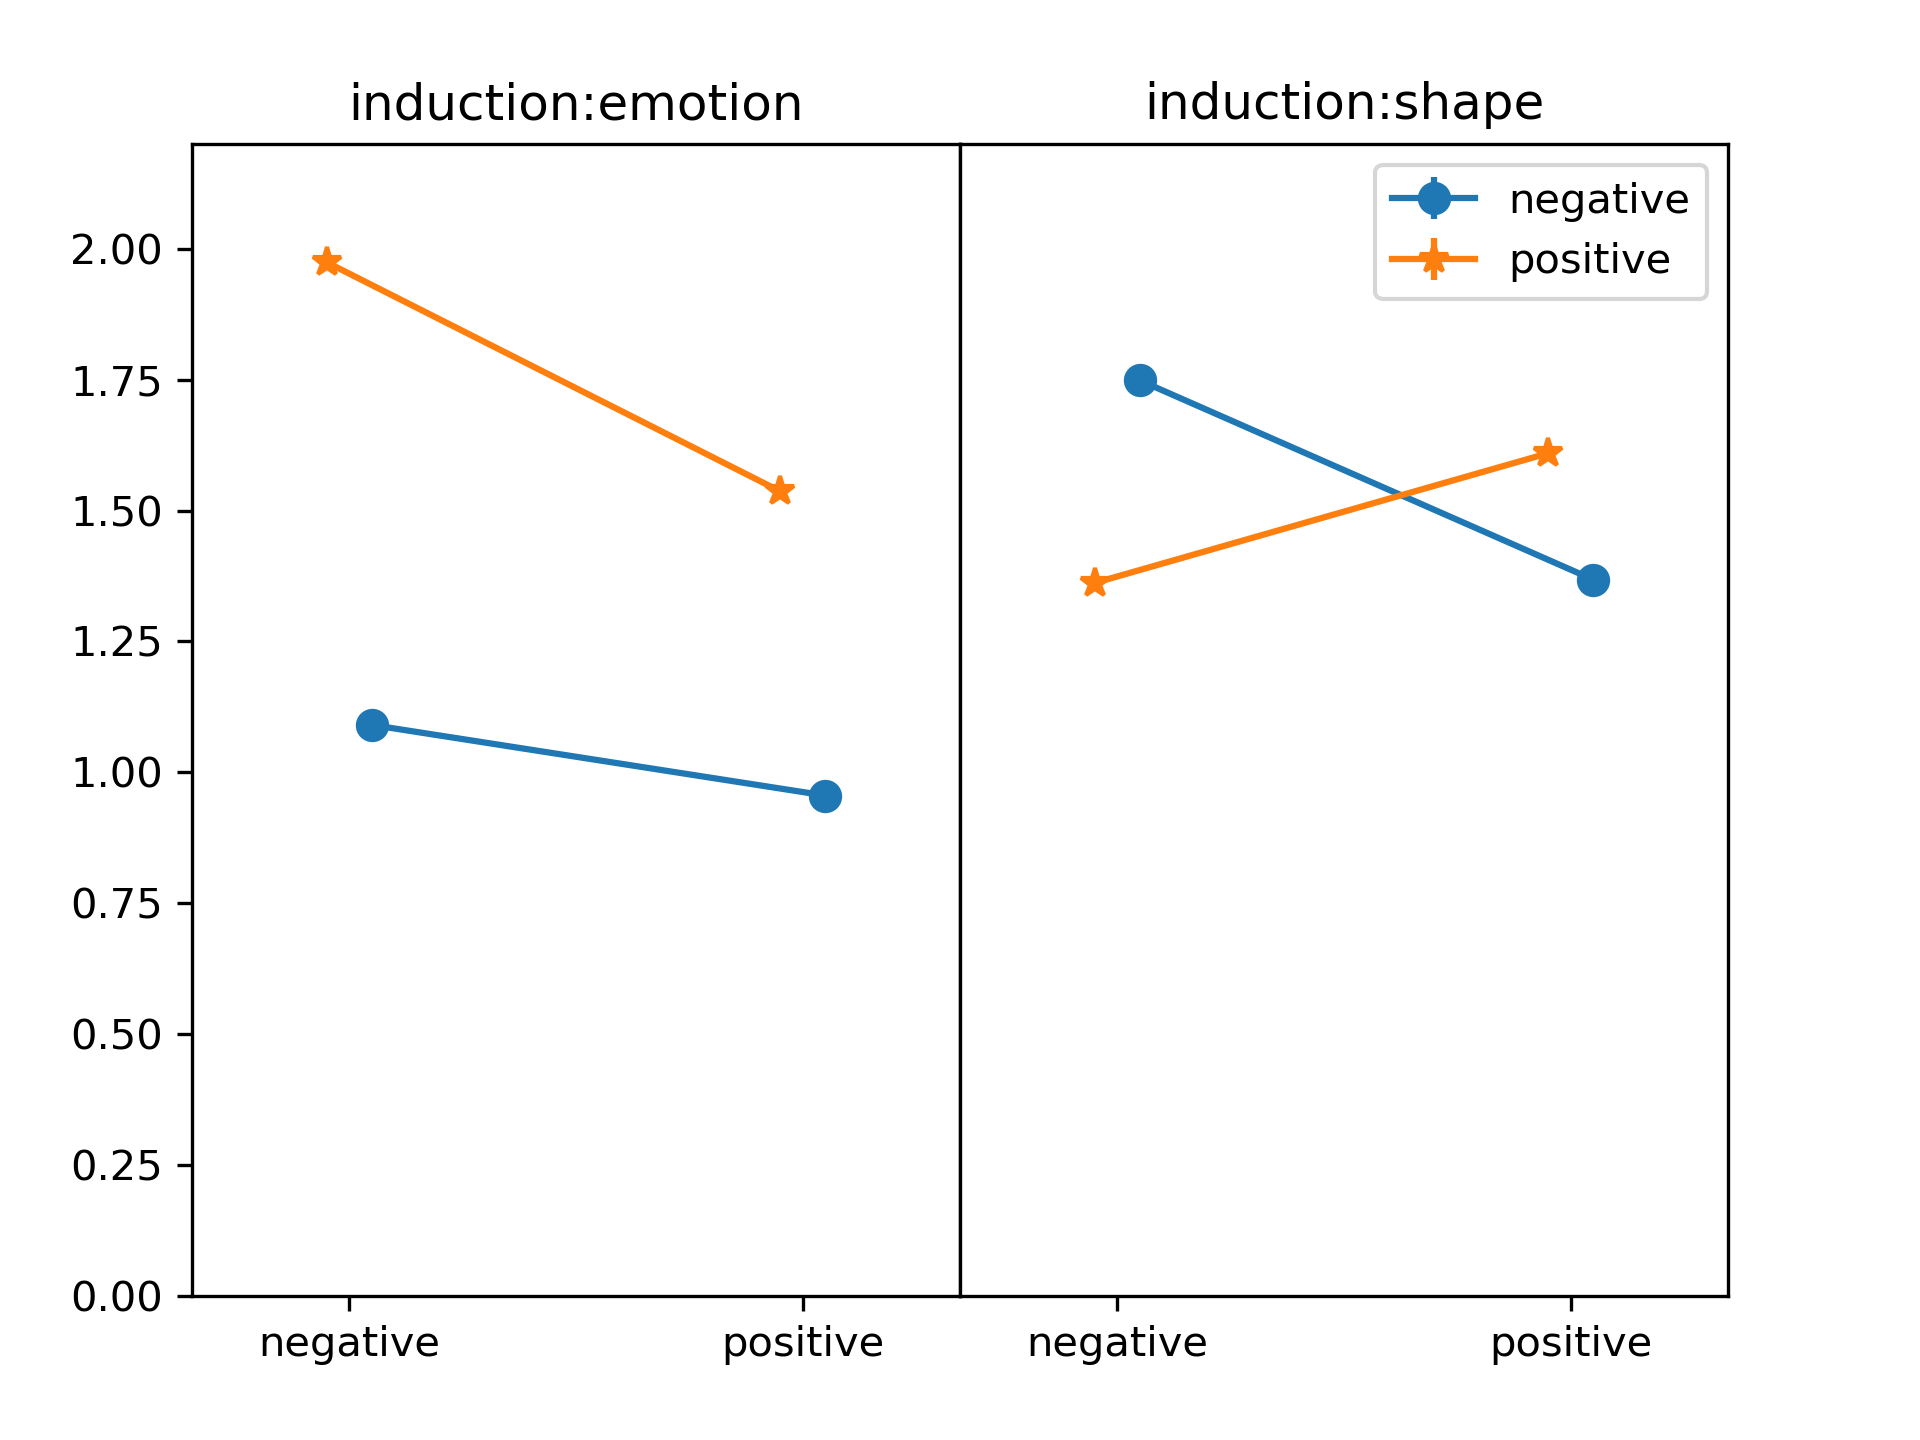 induction:emotion
induction:shape
negative
positive
2.00
1.75
1.50
1.25
1.00
0.75
0.50
0.25
0.00
negative
positive
negative
positive